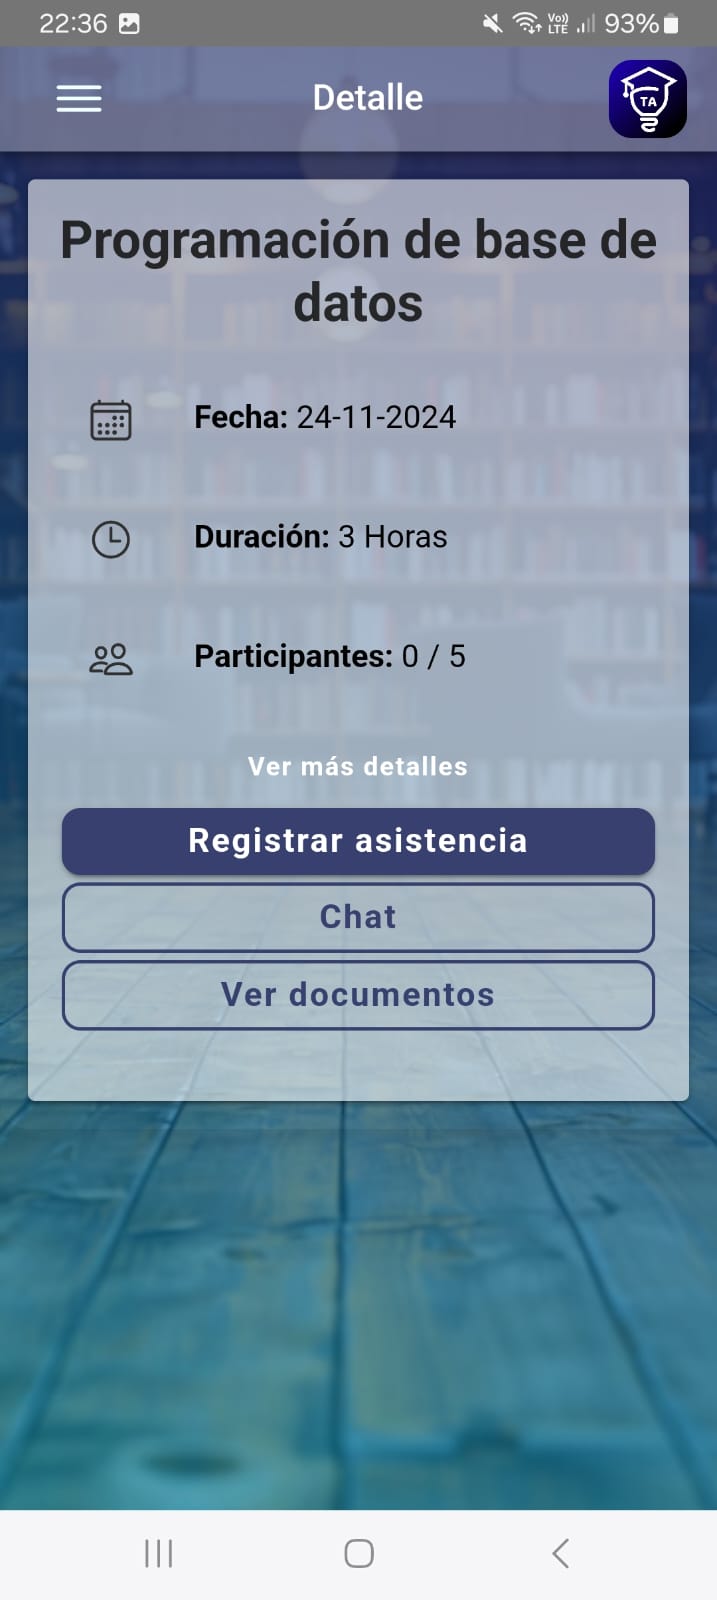 22:36 Vo)) LTE 93%
Detalle
TA
Programación de base de
datos
Fecha: 24-11-2024
Duración: 3 Horas
Participantes: 0 / 5
Ver más detalles
Registrar asistencia
Chat
Ver documentos